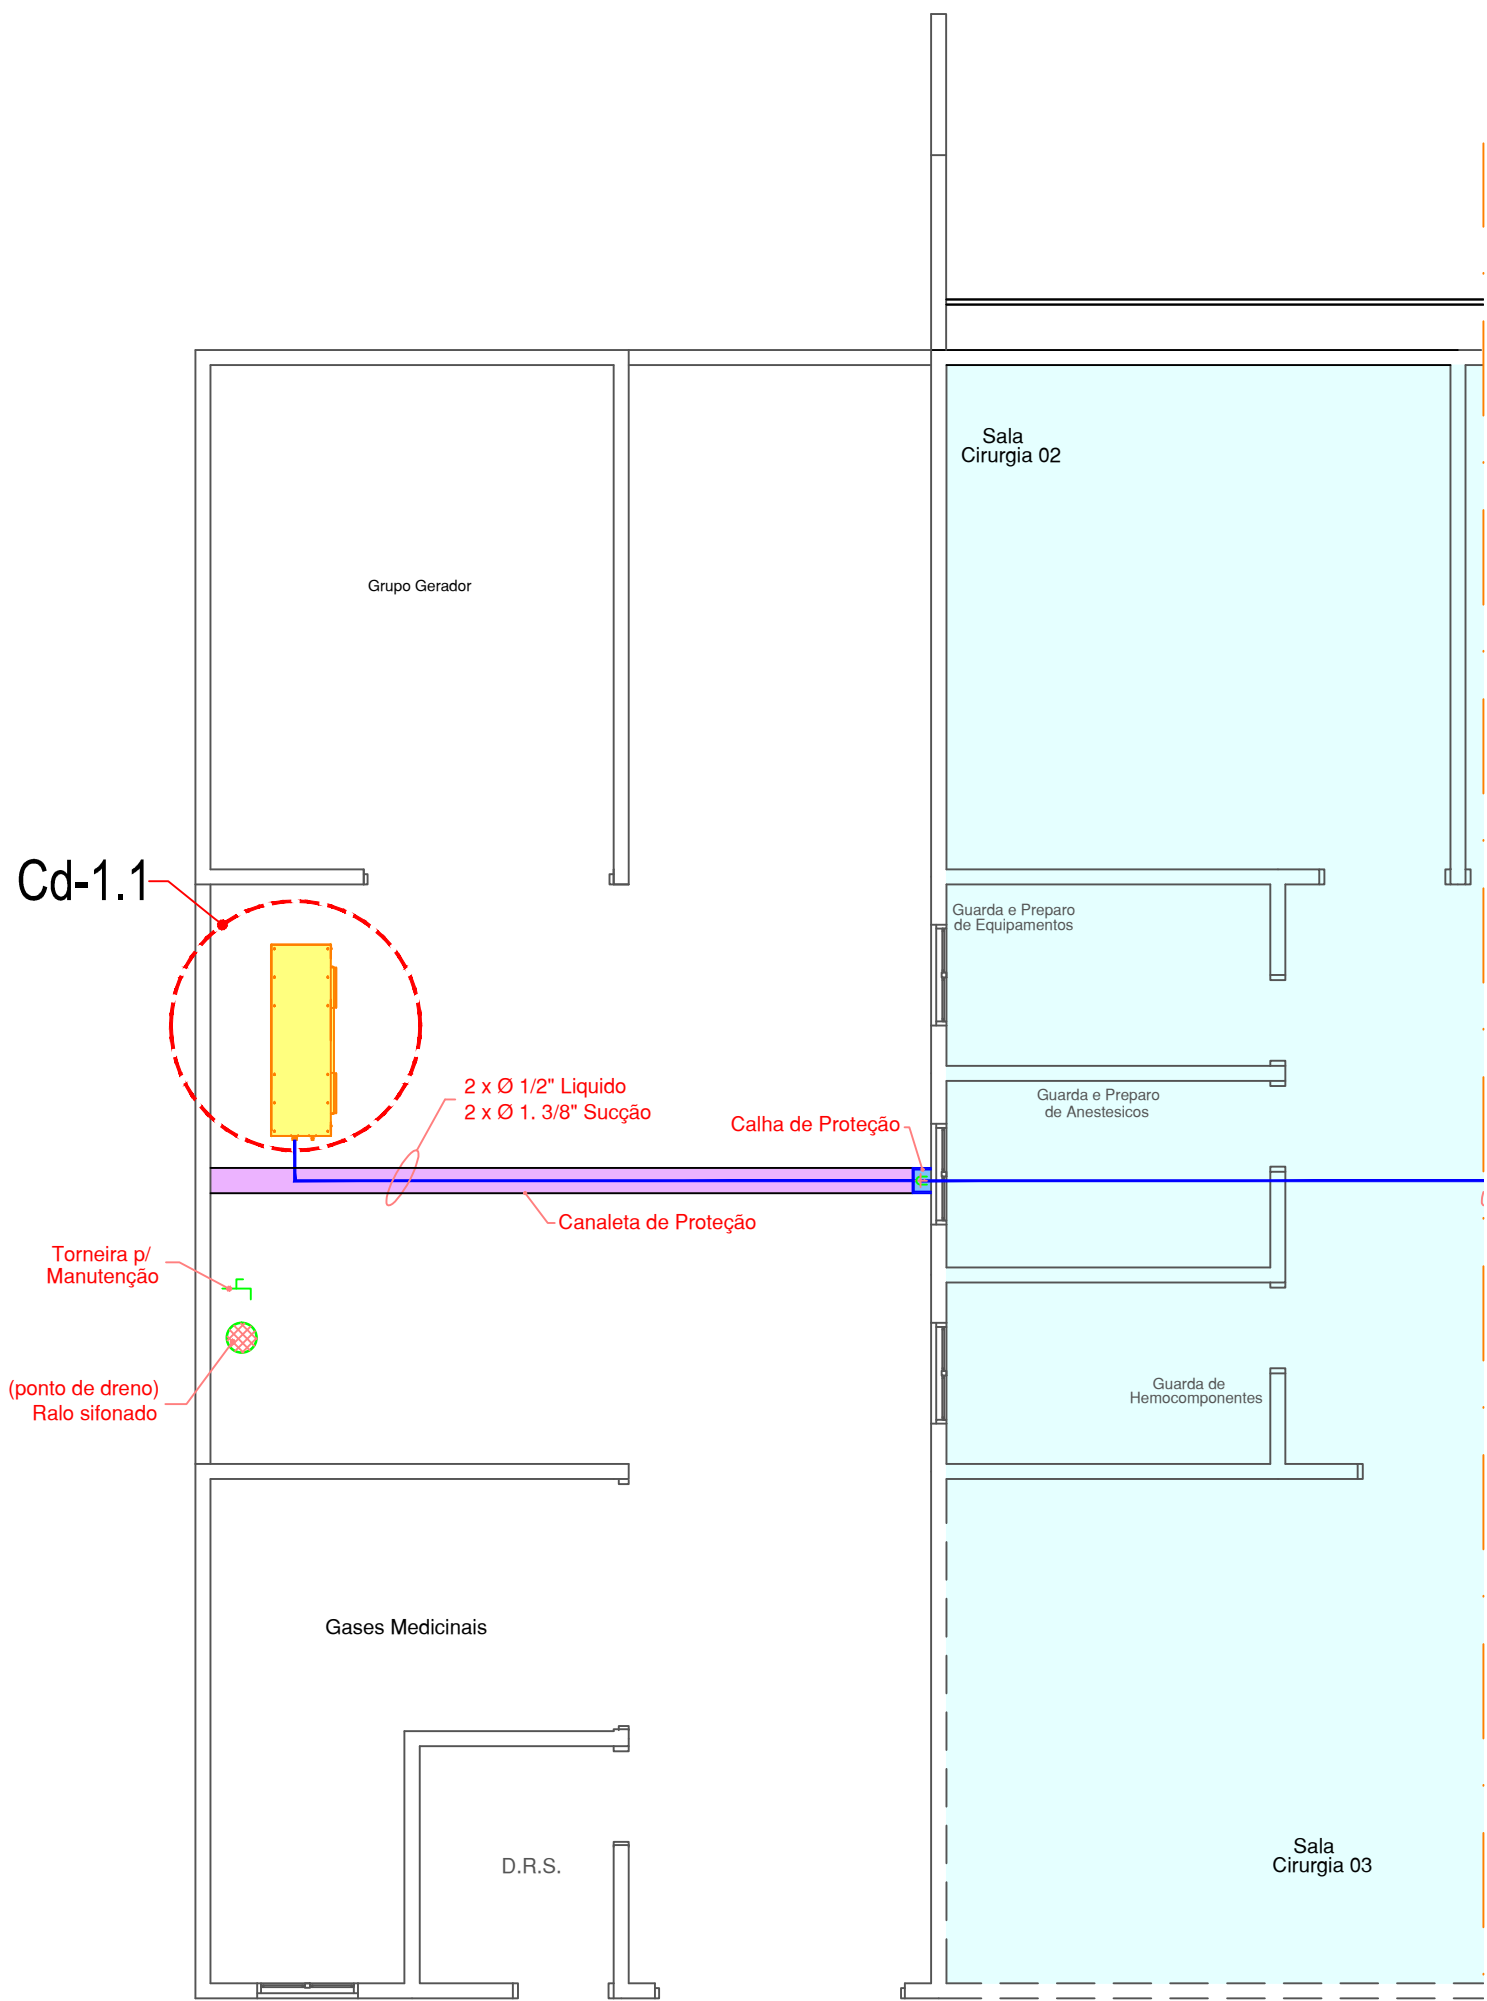 Sala
Cirurgia 02
Grupo Gerador
Cd-1.1
Guarda e Preparo
de Equipamentos
2 x Ø 1/2" Liquido
2 x Ø 1. 3/8" Sucção
Calha de Proteção
Guarda e Preparo
de Anestesicos
Canaleta de Proteção
Torneira p/
Manutenção
(ponto de dreno)
Ralo sifonado
Guarda de
Hemocomponentes
Gases Medicinais
D.R.S.
Sala
Cirurgia 03